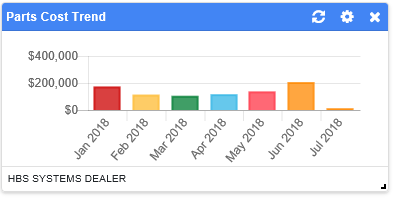 Parts Cost Trend
$400,000
$200,000
$0
Jan 2018
Feb 2018
Mar 2018
Apr 2018
May 2018
Jun 2018
Jul 2018
HBS SYSTEMS DEALER